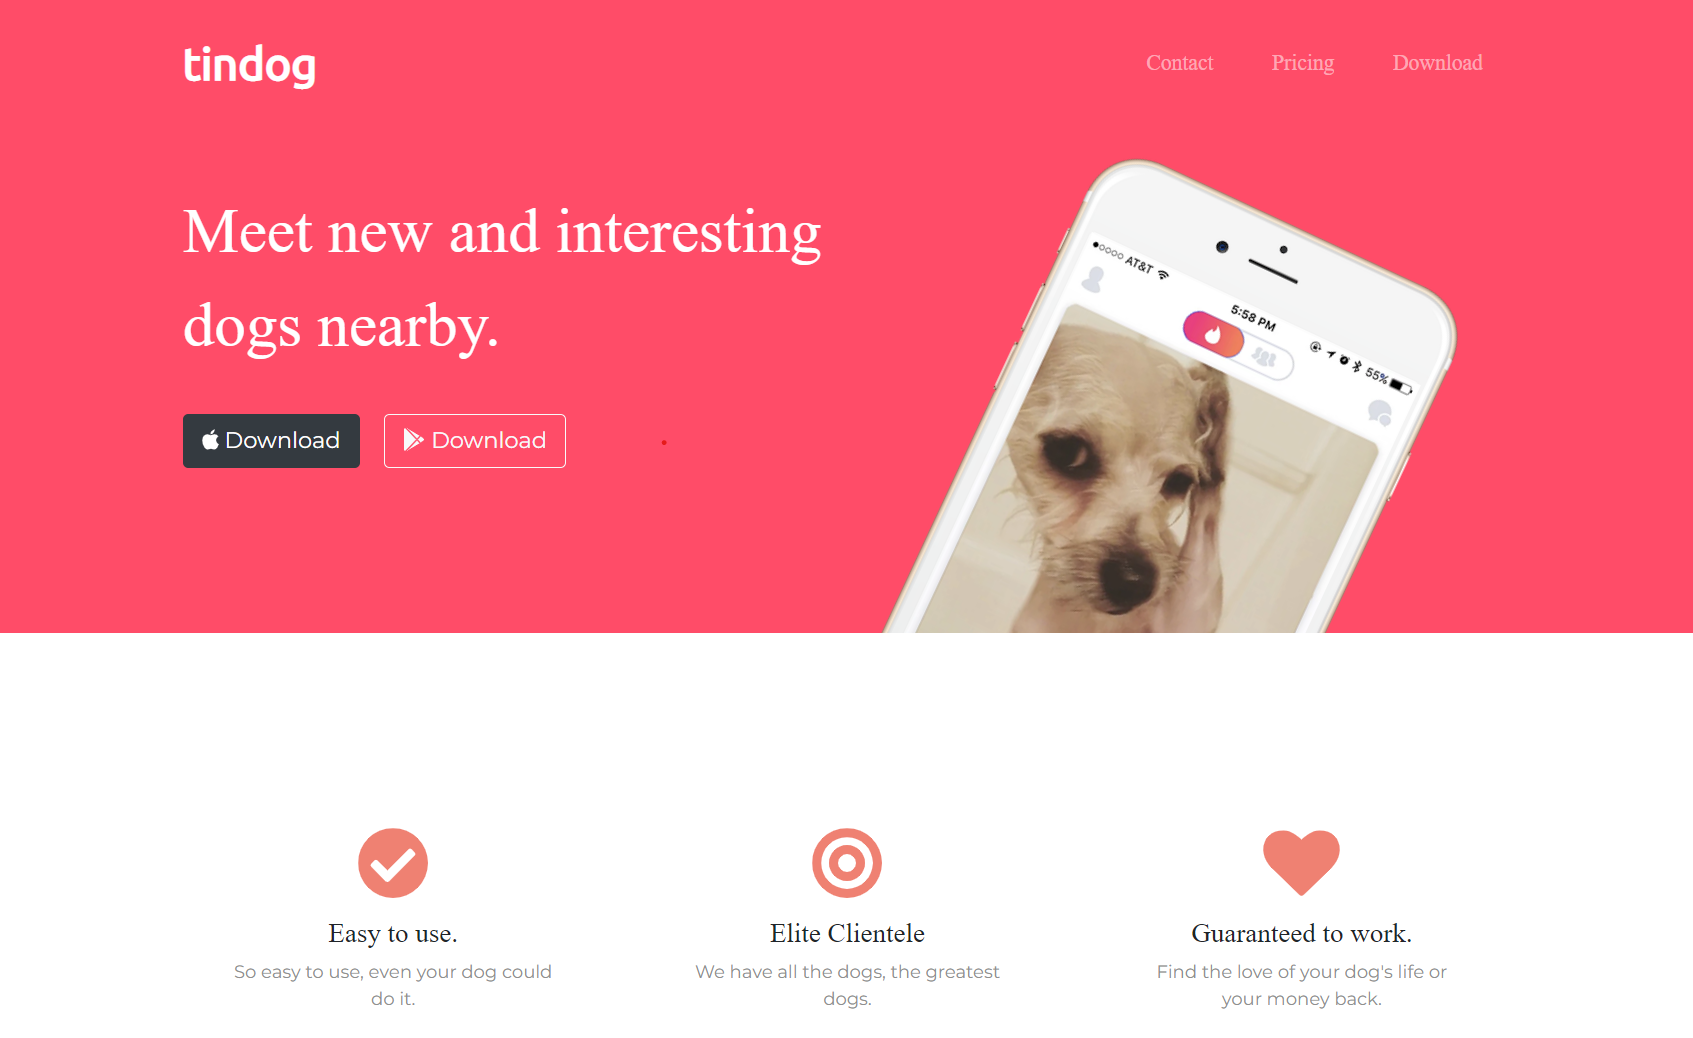 tindog
Contact
Pricing
Download
Meet new and interesting
dogs nearby.
Download
Download
AT&T
5:58 PM
55%
Easy to use.
So easy to use, even your dog could
do it.
Elite Clientele
We have all the dogs, the greatest
dogs.
Guaranteed to work.
Find the love of your dog's life or
your money back.